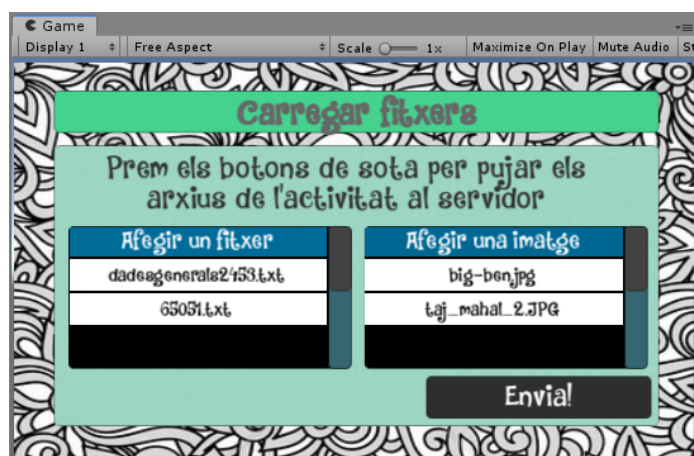 Game
Display 1 Free Aspect Scale 1x Maximize On Play Mute Audio St
Carregar fitxers
Prem els botons de sota per pujar els
arxius de l'activitat al servidor
Afegir un fitxer
dadesgenerals2453.txt
65051.txt
Afegir una imatge
big-ben.jpg
taj_mahal_2.JPG
Envia!